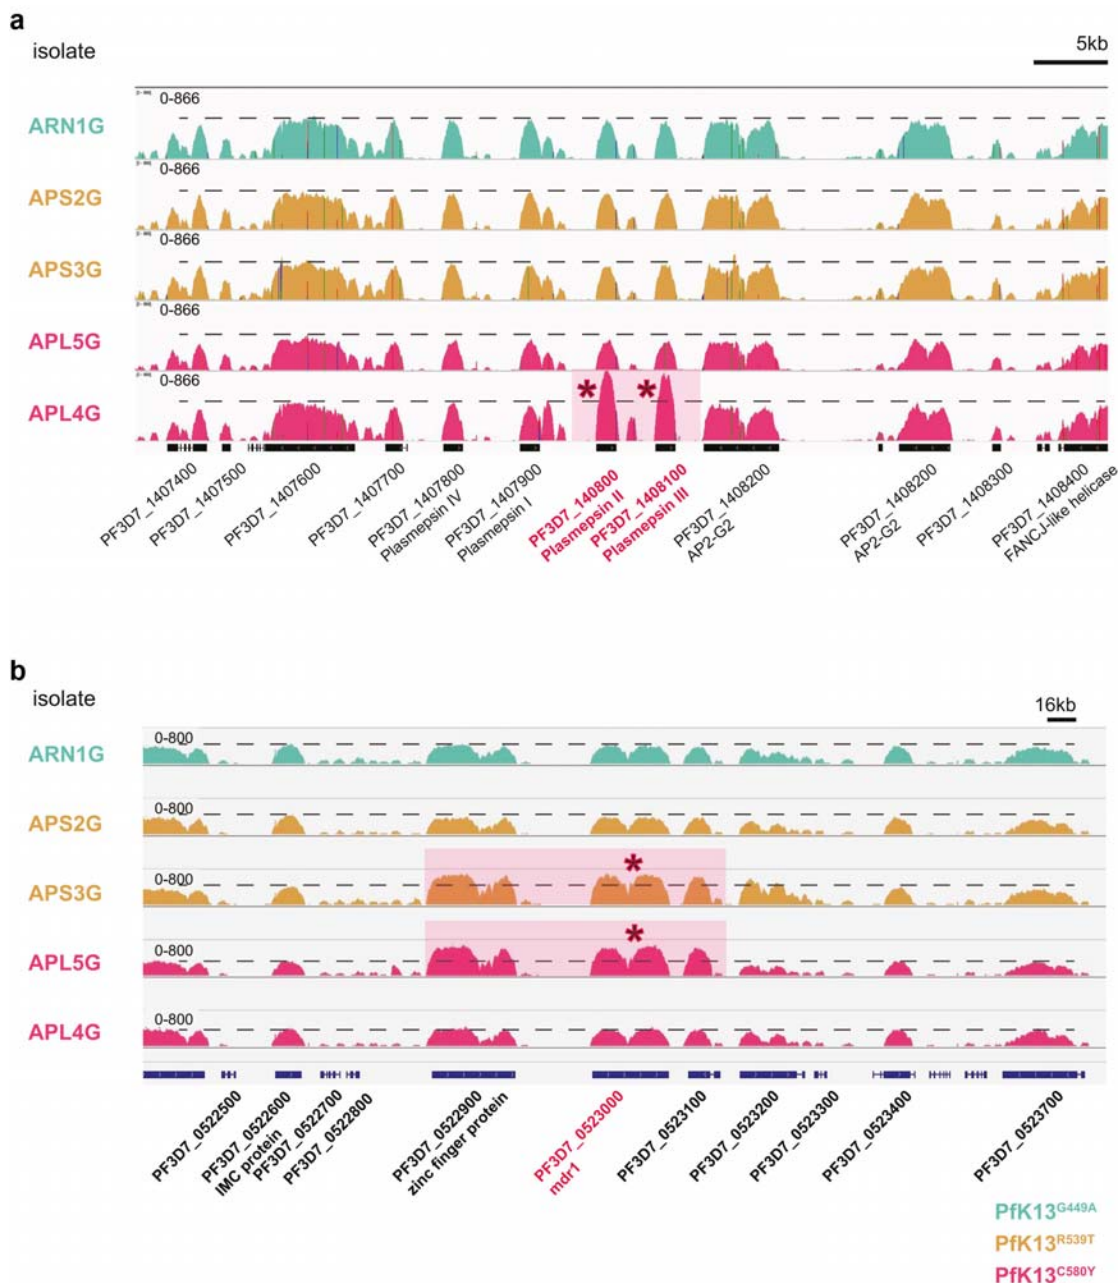 a
isolate
5kb
0-866
ARN1G
0-866
APS2G
0-866
APS3G
0-866
APL5G
0-866
* *
APL4G
PF3D7_1407400
PF3D7_1407500
PF3D7_1407600
PF3D7_1407700
PF3D7_1407800
Plasmepsin IV
PF3D7_1407900
Plasmepsin I
PF3D7_140800
Plasmepsin II
PF3D7_1408100
Plasmepsin III
PF3D7_1408200
AP2-G2
PF3D7_1408200
AP2-G2
PF3D7_1408300
PF3D7_1408400
FANCJ-like helicase
b
isolate
16kb
0-800
ARN1G
0-800
APS2G
*
0-800
APS3G
*
0-800
APL5G
0-800
APL4G
PF3D7_0522500
PF3D7_0522600
IMC protein
PF3D7_0522700
PF3D7_0522800
PF3D7_0522900
zinc finger protein
PF3D7_0523000
mdr1
PF3D7_0523100
PF3D7_0523200
PF3D7_0523300
PF3D7_0523400
PF3D7_0523700
PfK13G449A
PfK13R539T
PfK13C580Y